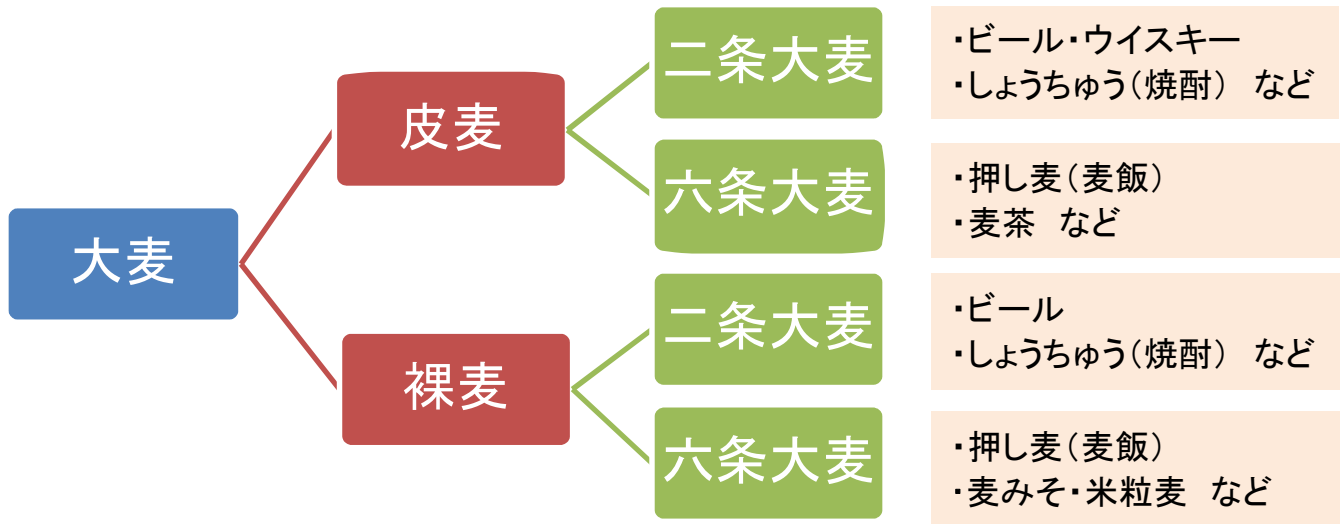 大麦
皮麦
二条大麦
・ビール・ウイスキー
・しょうちゅう(焼酎) など
六条大麦
・押し麦(麦飯)
・麦茶 など
裸麦
二条大麦
・ビール
・しょうちゅう(焼酎) など
六条大麦
・押し麦(麦飯)
・麦みそ・米粒麦 など